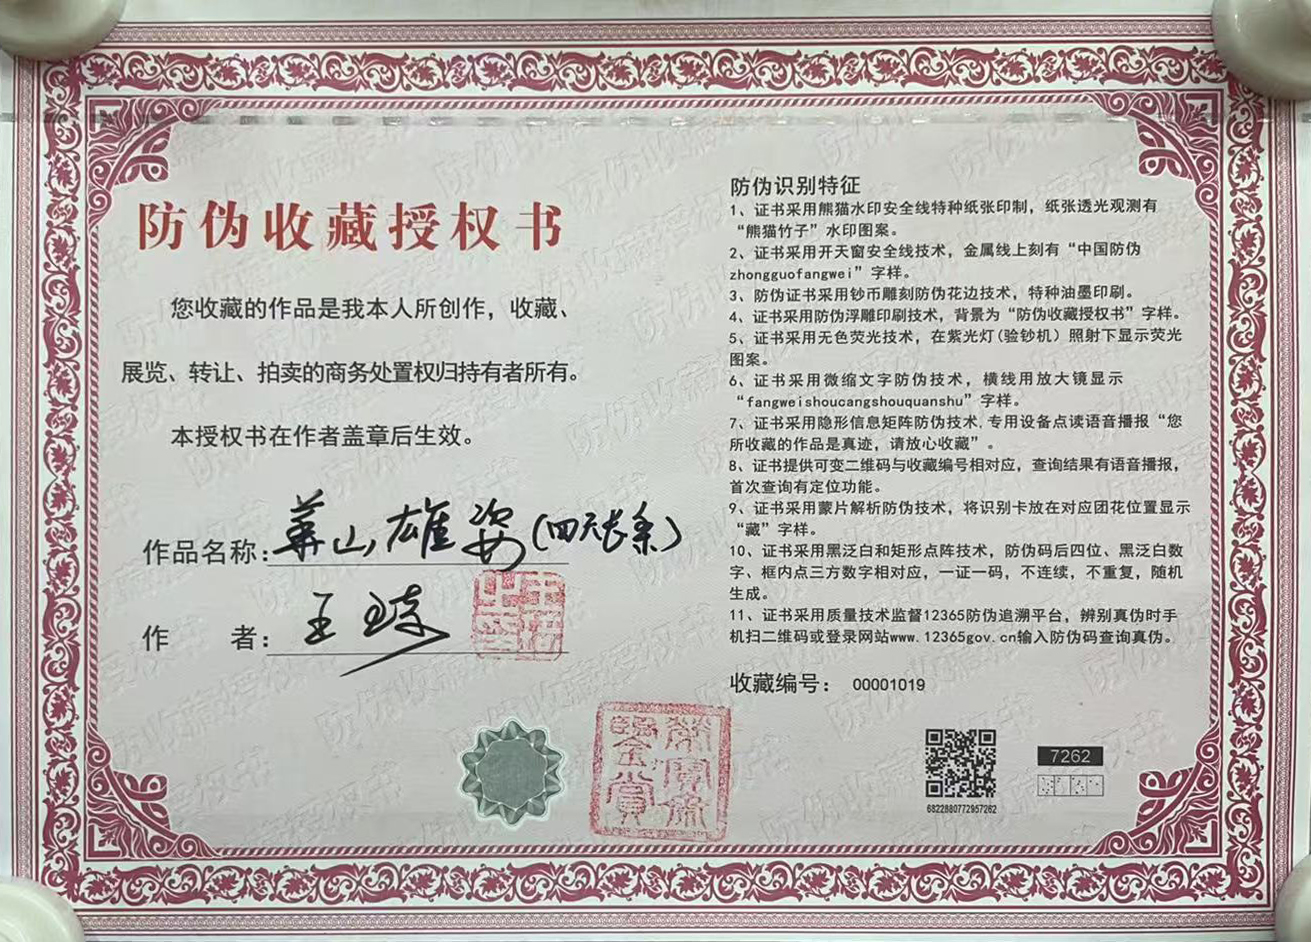 防伪收藏授权书
您收藏的作品是我本人所创作，收藏、
展览、转让、拍卖的商务处置权归持有者所有。
本授权书在作者盖章后生效。
作品名称：華山雄姿（四天长系）
作 者：王
防伪识别特征
1、证书采用熊猫水印安全线特种纸张印制，纸张透光观测有
“熊猫竹子”水印图案。
2、证书采用开天窗安全线技术，金属线上刻有“中国防伪
zhongguofangwei”字样。
3、防伪证书采用钞币雕刻防伪花边技术，特种油墨印刷。
4、证书采用防伪浮雕印刷技术，背景为“防伪收藏授权书”字样。
5、证书采用无色荧光技术，在紫光灯(验钞机）照射下显示荧光
图案。
6、证书采用微缩文字防伪技术，横线用放大镜显示
“fangweishoucangshouquanshu”字样。
7、证书采用隐形信息矩阵防伪技术,专用设备点读语音播报“您
所收藏的作品是真迹，请放心收藏”。
8、证书提供可变二维码与收藏编号相对应，查询结果有语音播报，
首次查询有定位功能。
9、证书采用蒙片解析防伪技术，将识别卡放在对应团花位置显示
“藏”字样。
10、证书采用黑泛白和矩形点阵技术，防伪码后四位、黑泛白数
字、框内点三方数字相对应，一证一码，不连续，不重复，随机
生成。
11、证书采用质量技术监督12365防伪追溯平台，辨别真伪时手
机扫二维码或登录网站www.12365gov.cn输入防伪码查询真伪。
收藏编号： 00001019
榮寶齋
鑒賞
7262
6822880772957262